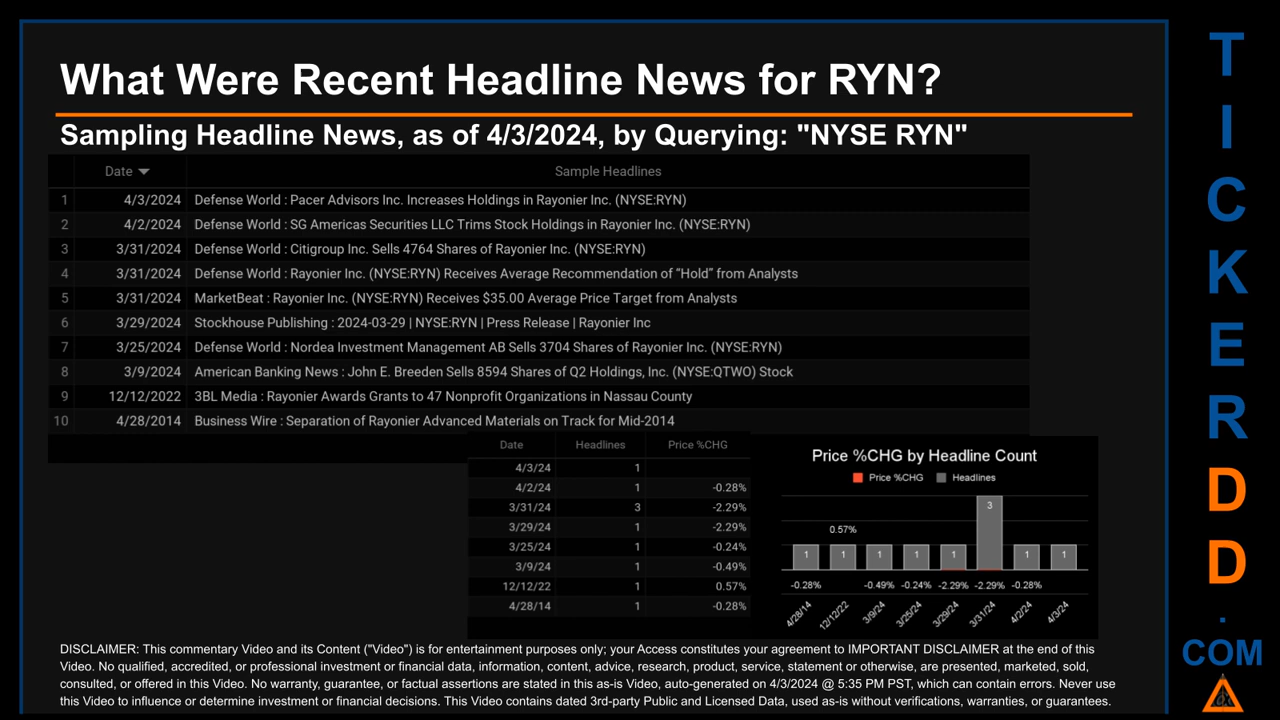 What Were Recent Headline News for RYN?
Sampling Headline News, as of 4/3/2024, by Querying: "NYSE RYN"
Date Sample Headlines
1 4/3/2024 Defense World : Pacer Advisors Inc. Increases Holdings in Rayonier Inc. (NYSE:RYN)
2 4/2/2024 Defense World : SG Americas Securities LLC Trims Stock Holdings in Rayonier Inc. (NYSE:RYN)
3 3/31/2024 Defense World : Citigroup Inc. Sells 4764 Shares of Rayonier Inc. (NYSE:RYN)
4 3/31/2024 Defense World : Rayonier Inc. (NYSE:RYN) Receives Average Recommendation of “Hold” from Analysts
5 3/31/2024 MarketBeat : Rayonier Inc. (NYSE:RYN) Receives $35.00 Average Price Target from Analysts
6 3/29/2024 Stockhouse Publishing : 2024-03-29 | NYSE:RYN | Press Release | Rayonier Inc
7 3/25/2024 Defense World : Nordea Investment Management AB Sells 3704 Shares of Rayonier Inc. (NYSE:RYN)
8 3/9/2024 American Banking News : John E. Breeden Sells 8594 Shares of Q2 Holdings, Inc. (NYSE:QTWO) Stock
9 12/12/2022 3BL Media : Rayonier Awards Grants to 47 Nonprofit Organizations in Nassau County
10 4/28/2014 Business Wire : Separation of Rayonier Advanced Materials on Track for Mid-2014
Date Headlines Price %CHG
4/3/24 1
4/2/24 1 -0.28%
3/31/24 3 -2.29%
3/29/24 1 -2.29%
3/25/24 1 -0.24%
3/9/24 1 -0.49%
12/12/22 1 0.57%
4/28/14 1 -0.28%
Price %CHG by Headline Count
Price %CHG Headlines
3
0.57%
1 1 1 1 1 1 1
-0.28% -0.49% -0.24% -2.29% -2.29% -0.28%
4/28/14 12/12/22 3/9/24 3/25/24 3/29/24 3/31/24 4/2/24 4/3/24
DISCLAIMER: This commentary Video and its Content ("Video") is for entertainment purposes only; your Access constitutes your agreement to IMPORTANT DISCLAIMER at the end of this
Video. No qualified, accredited, or professional investment or financial data, information, content, advice, research, product, service, statement or otherwise, are presented, marketed, sold,
consulted, or offered in this Video. No warranty, guarantee, or factual assertions are stated in this as-is Video, auto-generated on 4/3/2024 @ 5:35 PM PST, which can contain errors. Never use
this Video to influence or determine investment or financial decisions. This Video contains dated 3rd-party Public and Licensed Data, used as-is without verifications, warranties, or guarantees.
T
I
C
K
E
R
D
D
.
COM